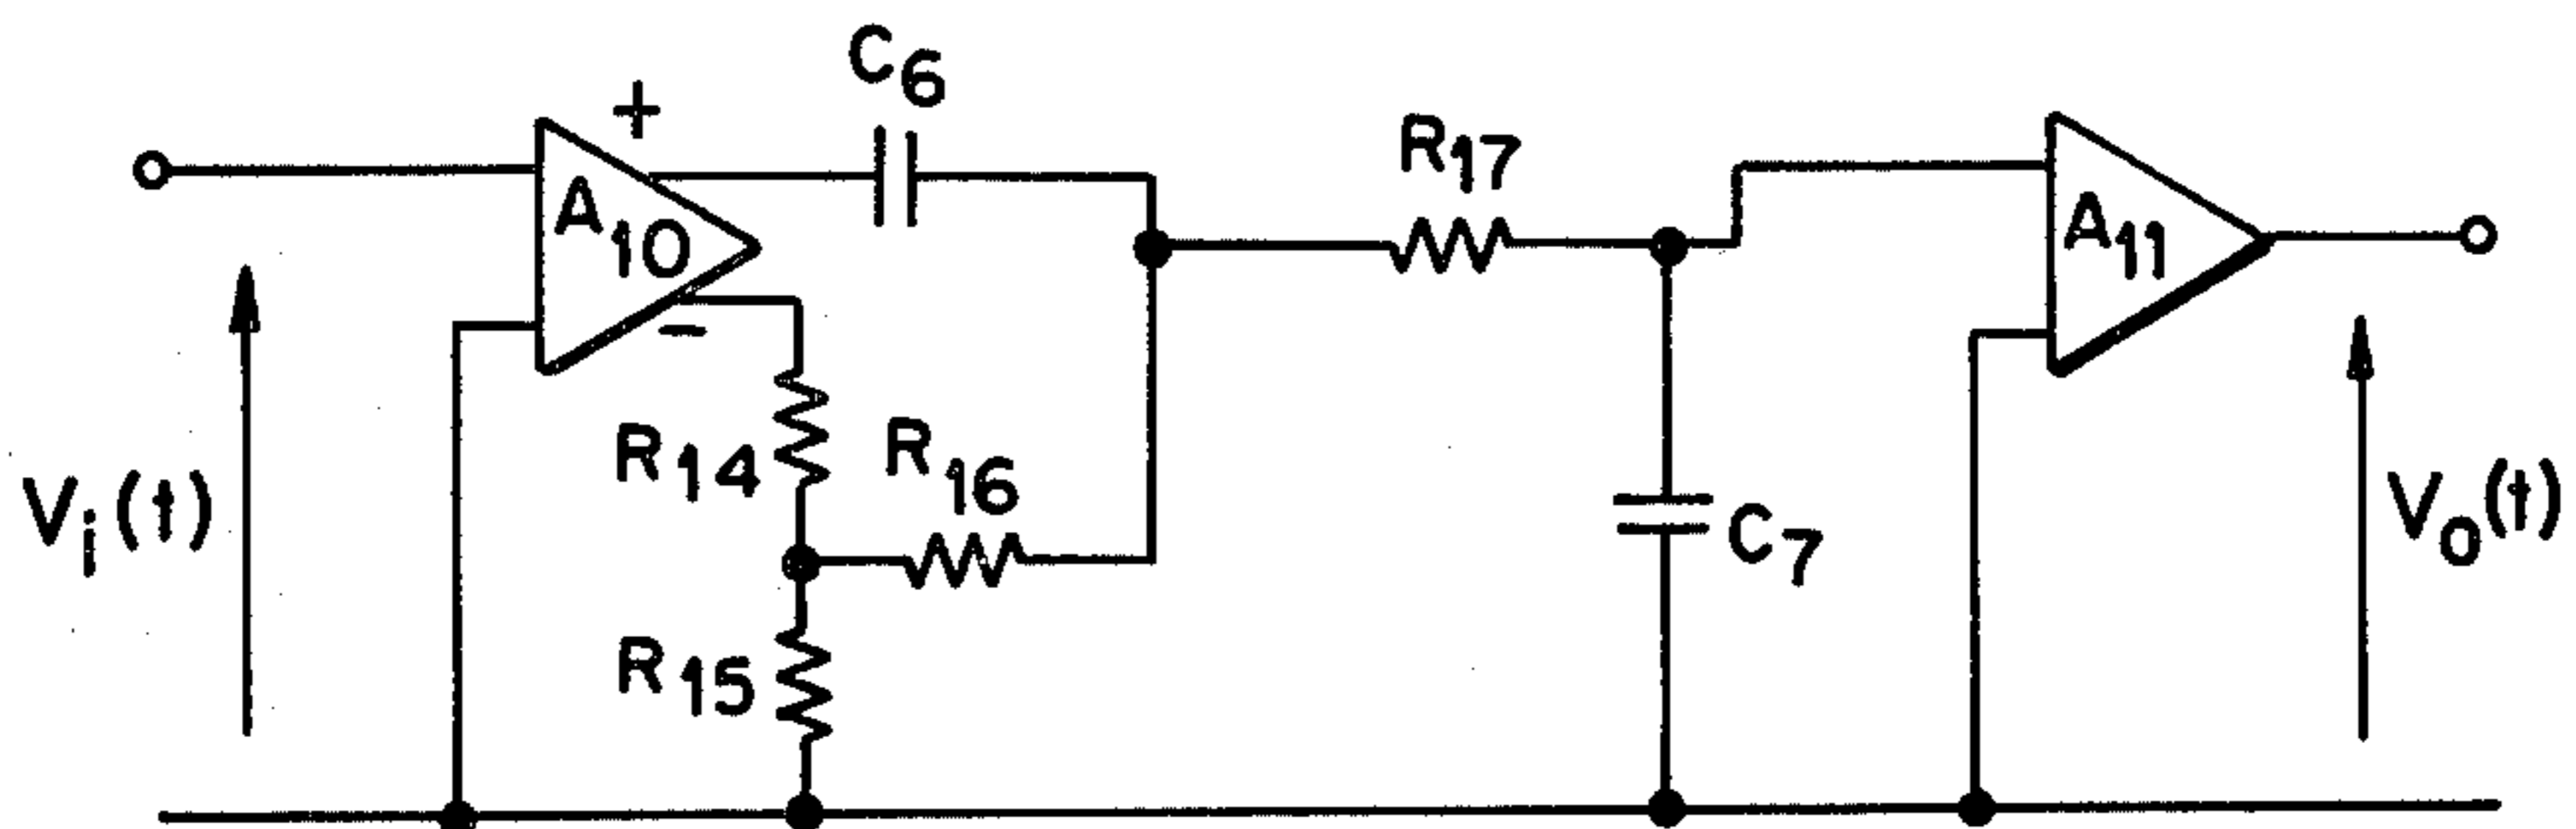 C6
+
R17
A10
A11
−
R14
R16
Vi(t)
C7
Vo(t)
R15